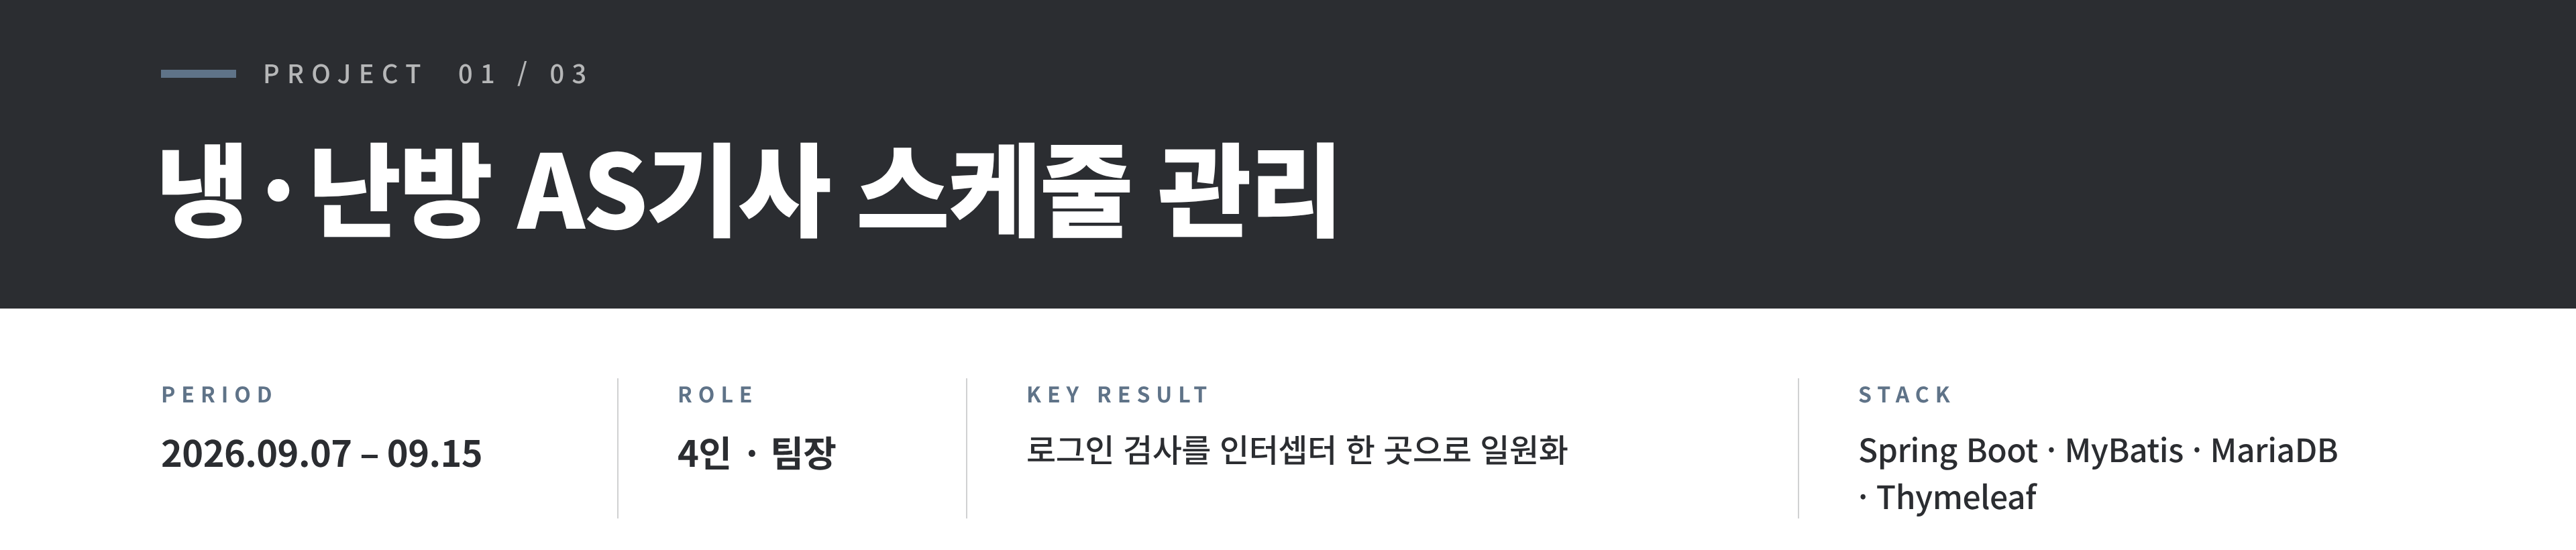 PROJECT 01 / 03
냉·난방 AS기사 스케줄 관리
PERIOD
2026.09.07 – 09.15
ROLE
4인 · 팀장
KEY RESULT
로그인 검사를 인터셉터 한 곳으로 일원화
STACK
Spring Boot · MyBatis · MariaDB
· Thymeleaf